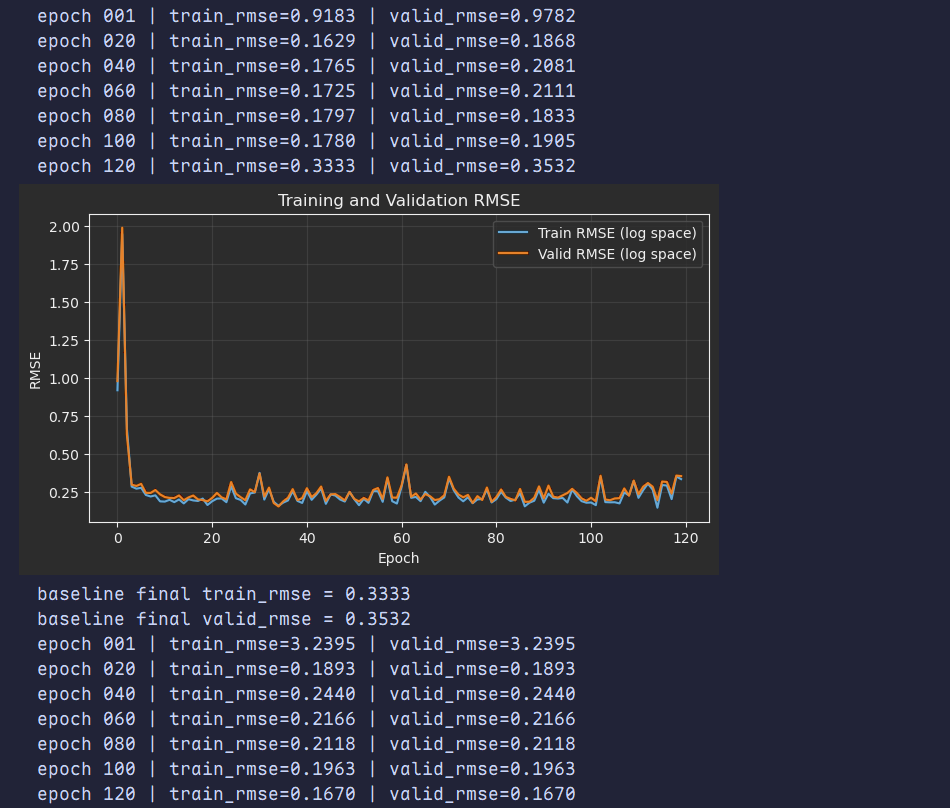 epoch 001 | train_rmse=0.9183 | valid_rmse=0.9782
epoch 020 | train_rmse=0.1629 | valid_rmse=0.1868
epoch 040 | train_rmse=0.1765 | valid_rmse=0.2081
epoch 060 | train_rmse=0.1725 | valid_rmse=0.2111
epoch 080 | train_rmse=0.1797 | valid_rmse=0.1833
epoch 100 | train_rmse=0.1780 | valid_rmse=0.1905
epoch 120 | train_rmse=0.3333 | valid_rmse=0.3532
Training and Validation RMSE
Train RMSE (log space)
Valid RMSE (log space)
RMSE
2.00
1.75
1.50
1.25
1.00
0.75
0.50
0.25
0 20 40 60 80 100 120
Epoch
baseline final train_rmse = 0.3333
baseline final valid_rmse = 0.3532
epoch 001 | train_rmse=3.2395 | valid_rmse=3.2395
epoch 020 | train_rmse=0.1893 | valid_rmse=0.1893
epoch 040 | train_rmse=0.2440 | valid_rmse=0.2440
epoch 060 | train_rmse=0.2166 | valid_rmse=0.2166
epoch 080 | train_rmse=0.2118 | valid_rmse=0.2118
epoch 100 | train_rmse=0.1963 | valid_rmse=0.1963
epoch 120 | train_rmse=0.1670 | valid_rmse=0.1670